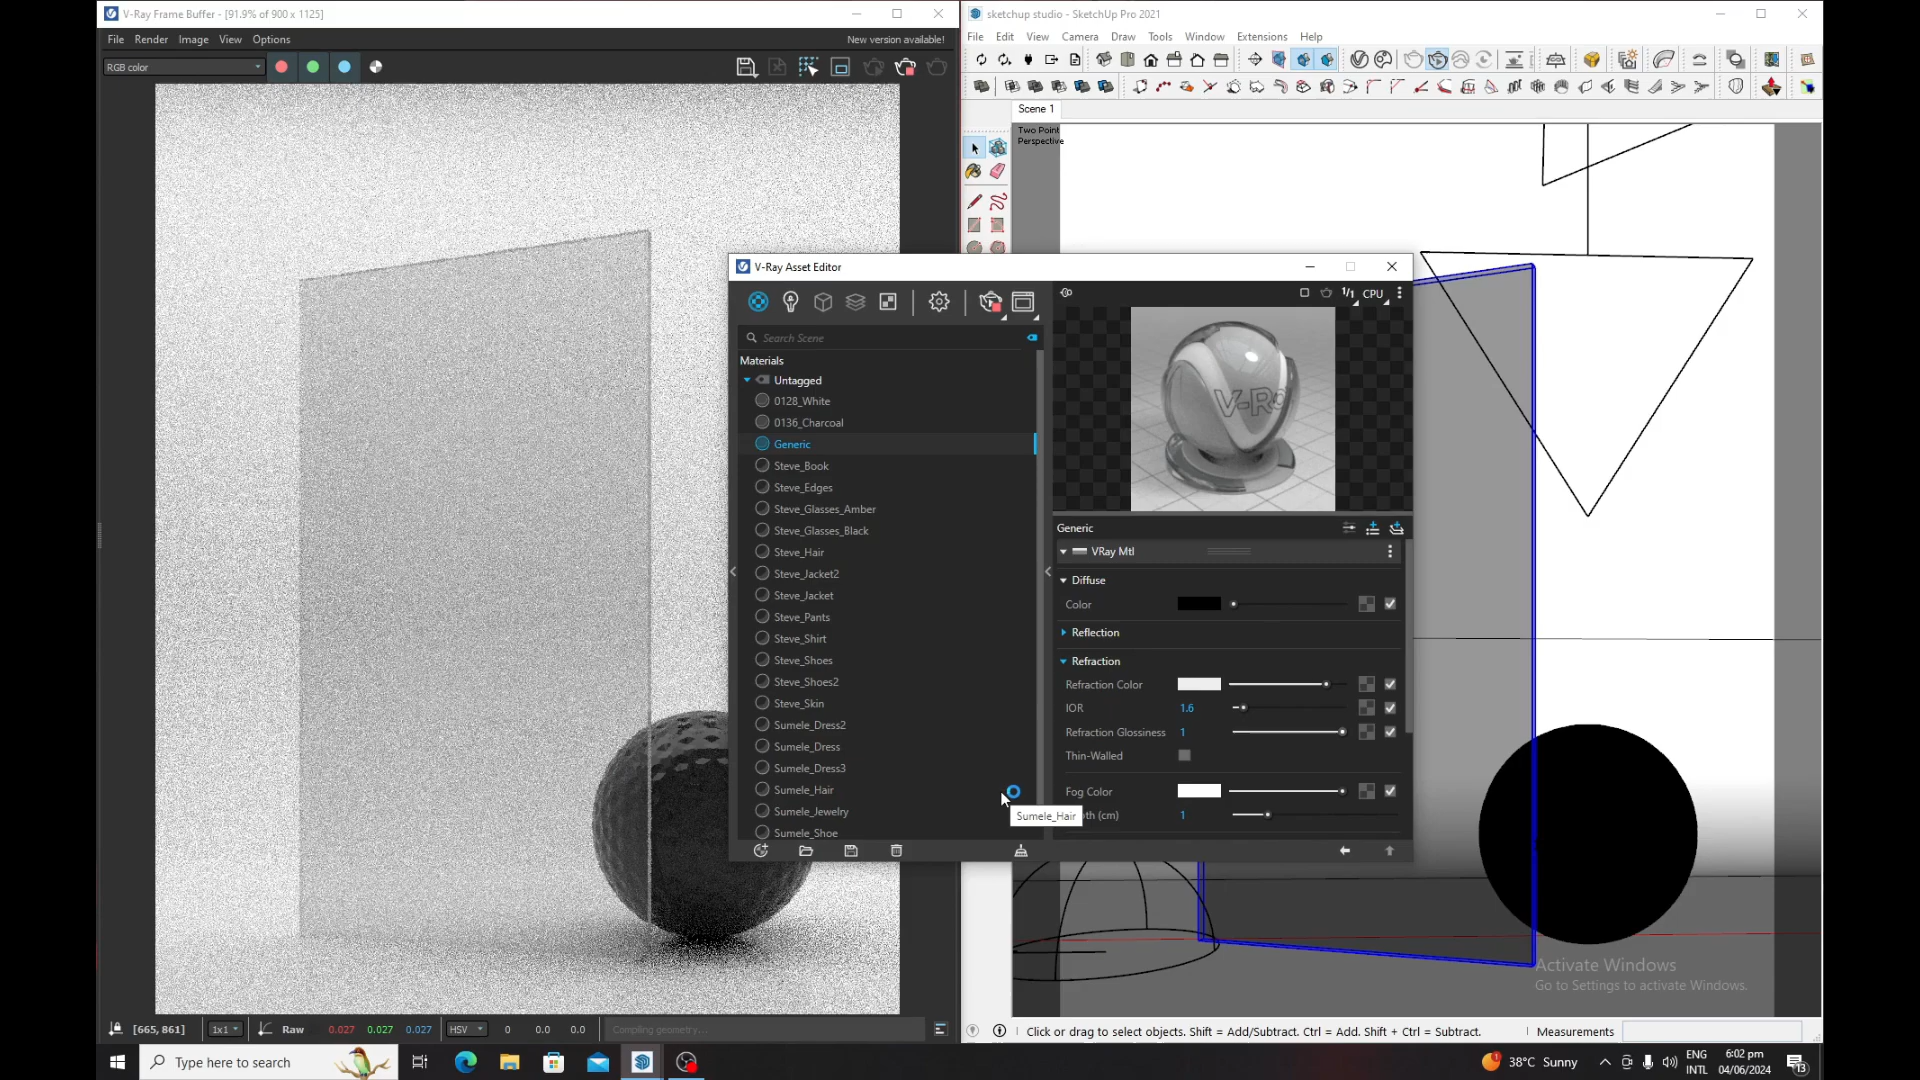 V-Ray Frame Buffer - [91.9% of 900 x 1125]
File Render Image View Options
New version available!
RGB color
[665, 861] 1x1 Raw 0.027 0.027 0.027 HSV 0 0.0 0.0 Compiling geometry...
sketchup studio - SketchUp Pro 2021
File Edit View Camera Draw Tools Window Extensions Help
Scene 1
Two Point
Perspective
V-Ray Asset Editor
Search Scene
Materials
Untagged
0128_White
0136_Charcoal
Generic
Steve_Book
Steve_Edges
Steve_Glasses_Amber
Steve_Glasses_Black
Steve_Hair
Steve_Jacket2
Steve_Jacket
Steve_Pants
Steve_Shirt
Steve_Shoes
Steve_Shoes2
Steve_Skin
Sumele_Dress2
Sumele_Dress
Sumele_Dress3
Sumele_Hair
Sumele_Jewelry
Sumele_Shoe
Sumele_Hair
1/1 CPU
V-Ra
Generic
VRay Mtl
Diffuse
Color
Reflection
Refraction
Refraction Color
IOR 1.6
Refraction Glossiness 1
Thin-Walled
Fog Color
th (cm) 1
Activate Windows
Go to Settings to activate Windows.
Click or drag to select objects. Shift = Add/Subtract. Ctrl = Add. Shift + Ctrl = Subtract.
Measurements
Type here to search
1
38°C Sunny
ENG
INTL
6:02 pm
04/06/2024
13